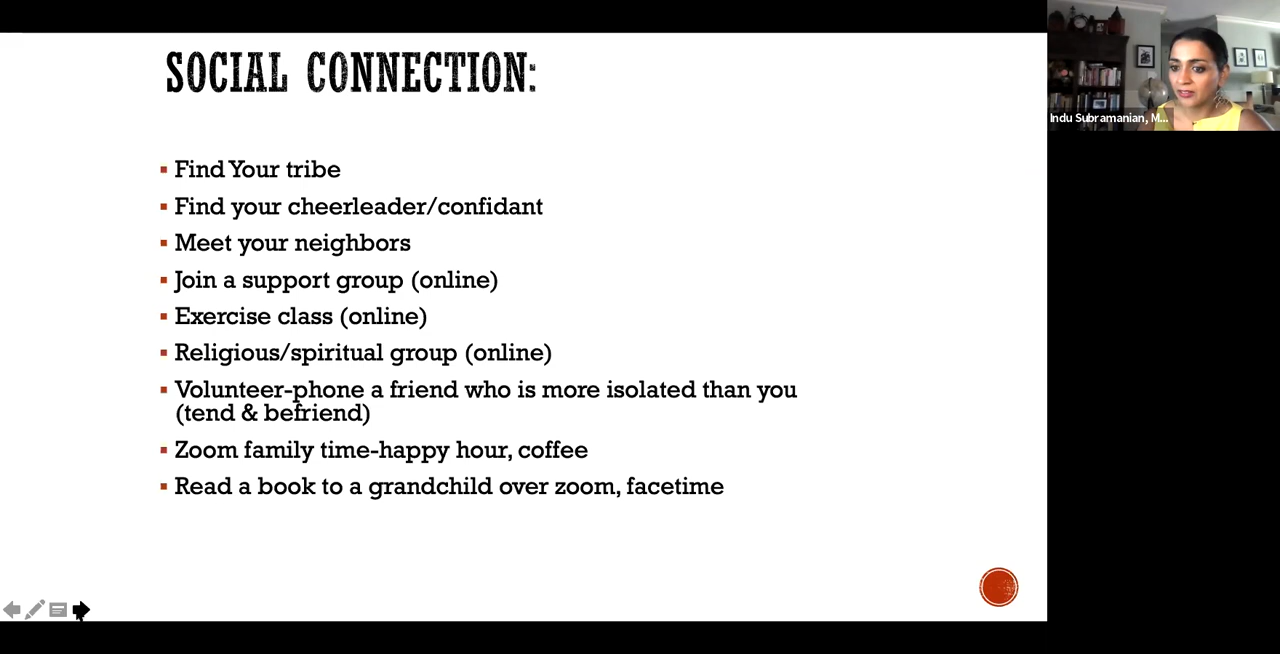 SOCIAL CONNECTION:
Find Your tribe
Find your cheerleader/confidant
Meet your neighbors
Join a support group (online)
Exercise class (online)
Religious/spiritual group (online)
Volunteer-phone a friend who is more isolated than you
(tend & befriend)
Zoom family time-happy hour, coffee
Read a book to a grandchild over zoom, facetime
Indu Subramanian, M...